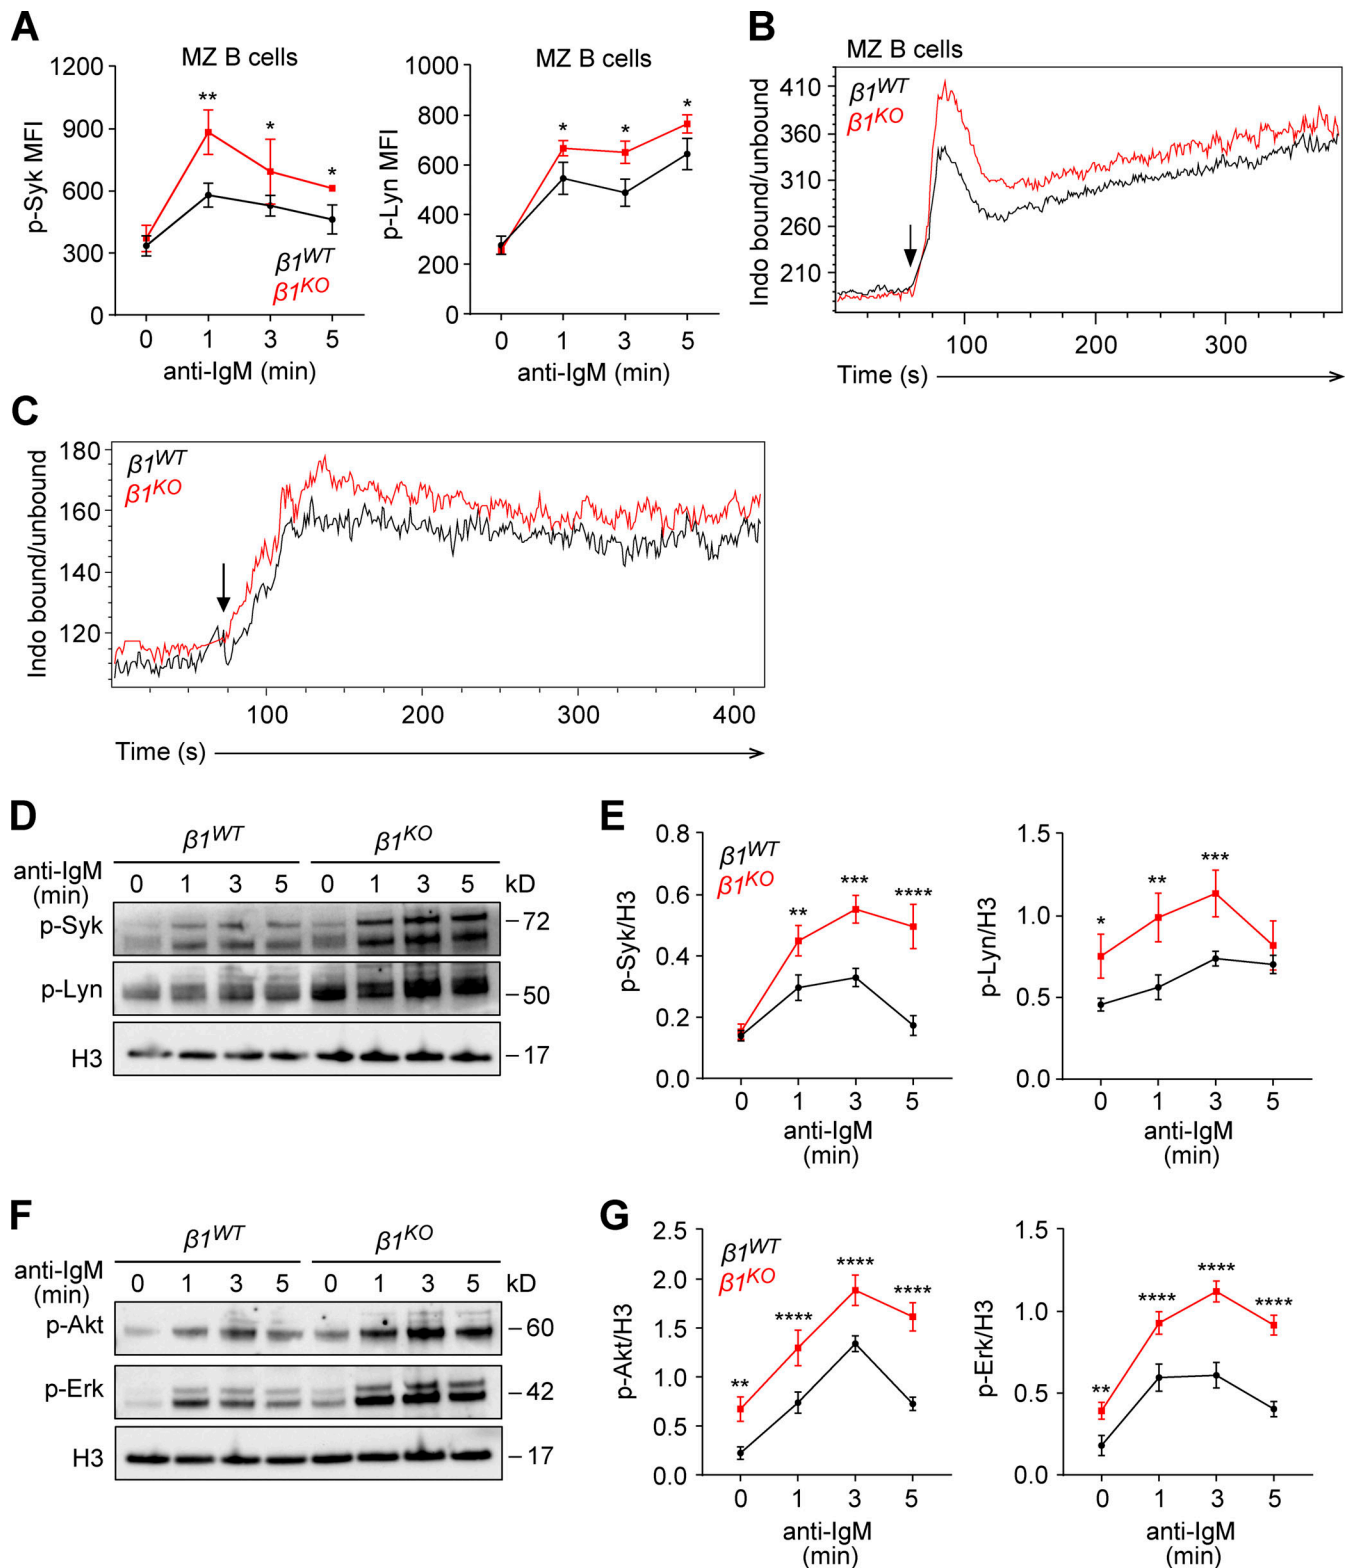 A
MZ B cells
p-Syk MFI
1200
900
600
300
0
**
*
*
β1WT
β1KO
0 1 3 5
anti-IgM (min)
MZ B cells
p-Lyn MFI
1000
800
600
400
200
0
*
*
*
0 1 3 5
anti-IgM (min)
B
MZ B cells
Indo bound/unbound
410
360
310
260
210
β1WT
β1KO
100 200 300
Time (s)
C
Indo bound/unbound
180
160
140
120
β1WT
β1KO
100 200 300 400
Time (s)
D
β1WT β1KO
anti-IgM
(min)
0 1 3 5 0 1 3 5 kD
p-Syk
72
p-Lyn
50
H3
17
E
p-Syk/H3
0.8
0.6
0.4
0.2
0.0
β1WT
β1KO
**
***
****
0 1 3 5
anti-IgM
(min)
p-Lyn/H3
1.5
1.0
0.5
0.0
*
**
***
0 1 3 5
anti-IgM
(min)
F
β1WT β1KO
anti-IgM
(min)
0 1 3 5 0 1 3 5 kD
p-Akt
60
p-Erk
42
H3
17
G
p-Akt/H3
2.5
2.0
1.5
1.0
0.5
0.0
β1WT
β1KO
**
****
****
****
0 1 3 5
anti-IgM
(min)
p-Erk/H3
1.5
1.0
0.5
0.0
**
****
****
****
0 1 3 5
anti-IgM
(min)